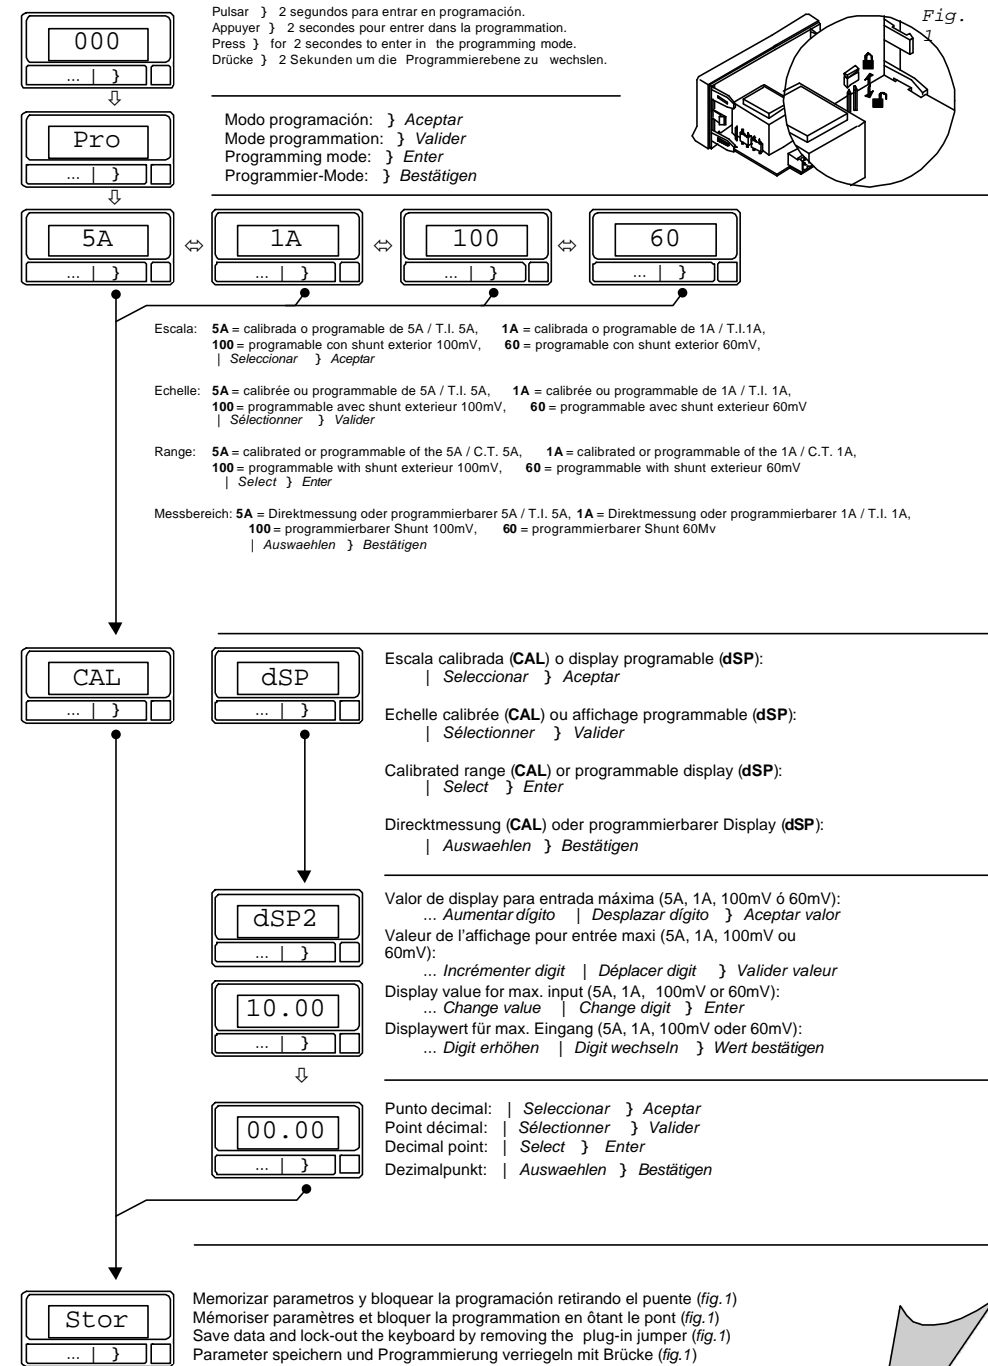 000
... | }
Pulsar } 2 segundos para entrar en programación.
Appuyer } 2 secondes pour entrer dans la programmation.
Press } for 2 secondes to enter in the programming mode.
Drücke } 2 Sekunden um die Programmierebene zu wechslen.
Fig. 1
Pro
... | }
Modo programación: } Aceptar
Mode programmation: } Valider
Programming mode: } Enter
Programmier-Mode: } Bestätigen
5A ⇔ 1A ⇔ 100 ⇔ 60
... | } ... | } ... | } ... | }
Escala: 5A = calibrada o programable de 5A / T.I. 5A, 1A = calibrada o programable de 1A / T.I.1A,
100 = programable con shunt exterior 100mV, 60 = programable con shunt exterior 60mV,
| Seleccionar } Aceptar
Echelle: 5A = calibrée ou programmable de 5A / T.I. 5A, 1A = calibrée ou programmable de 1A / T.I. 1A,
100 = programmable avec shunt exterieur 100mV, 60 = programmable avec shunt exterieur 60mV
| Sélectionner } Valider
Range: 5A = calibrated or programmable of the 5A / C.T. 5A, 1A = calibrated or programmable of the 1A / C.T. 1A,
100 = programmable with shunt exterieur 100mV, 60 = programmable with shunt exterieur 60mV
| Select } Enter
Messbereich: 5A = Direktmessung oder programmierbarer 5A / T.I. 5A, 1A = Direktmessung oder programmierbarer 1A / T.I. 1A,
100 = programmierbarer Shunt 100mV, 60 = programmierbarer Shunt 60Mv
| Auswaehlen } Bestätigen
CAL dSP
... | } ... | }
Escala calibrada (CAL) o display programable (dSP):
| Seleccionar } Aceptar
Echelle calibrée (CAL) ou affichage programmable (dSP):
| Sélectionner } Valider
Calibrated range (CAL) or programmable display (dSP):
| Select } Enter
Direcktmessung (CAL) oder programmierbarer Display (dSP):
| Auswaehlen } Bestätigen
dSP2
... | }
Valor de display para entrada máxima (5A, 1A, 100mV ó 60mV):
... Aumentar dígito | Desplazar dígito } Aceptar valor
Valeur de l'affichage pour entrée maxi (5A, 1A, 100mV ou
60mV):
... Incrémenter digit | Déplacer digit } Valider valeur
10.00
... | }
Display value for max. input (5A, 1A, 100mV or 60mV):
... Change value | Change digit } Enter
Displaywert für max. Eingang (5A, 1A, 100mV oder 60mV):
... Digit erhöhen | Digit wechseln } Wert bestätigen
00.00
... | }
Punto decimal: | Seleccionar } Aceptar
Point décimal: | Sélectionner } Valider
Decimal point: | Select } Enter
Dezimalpunkt: | Auswaehlen } Bestätigen
Stor
... | }
Memorizar parametros y bloquear la programación retirando el puente (fig.1)
Mémoriser paramètres et bloquer la programmation en ôtant le pont (fig.1)
Save data and lock-out the keyboard by removing the plug-in jumper (fig.1)
Parameter speichern und Programmierung verriegeln mit Brücke (fig.1)